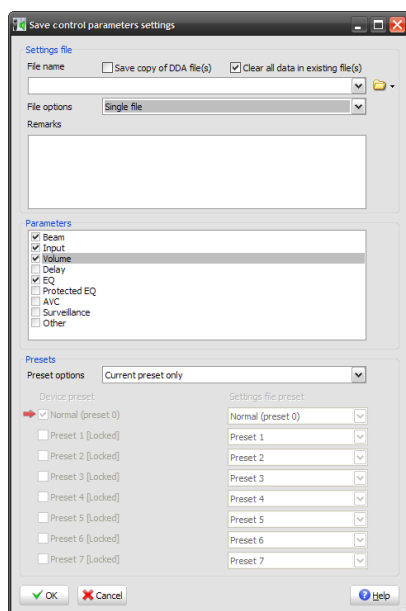 Save control parameters settings
Settings file
File name Save copy of DDA file(s) Clear all data in existing file(s)
File options Single file
Remarks
Parameters
Beam
Input
Volume
Delay
EQ
Protected EQ
AVC
Surveillance
Other
Presets
Preset options Current preset only
Device preset Settings file preset
Normal (preset 0) Normal (preset 0)
Preset 1 [Locked] Preset 1
Preset 2 [Locked] Preset 2
Preset 3 [Locked] Preset 3
Preset 4 [Locked] Preset 4
Preset 5 [Locked] Preset 5
Preset 6 [Locked] Preset 6
Preset 7 [Locked] Preset 7
OK Cancel Help